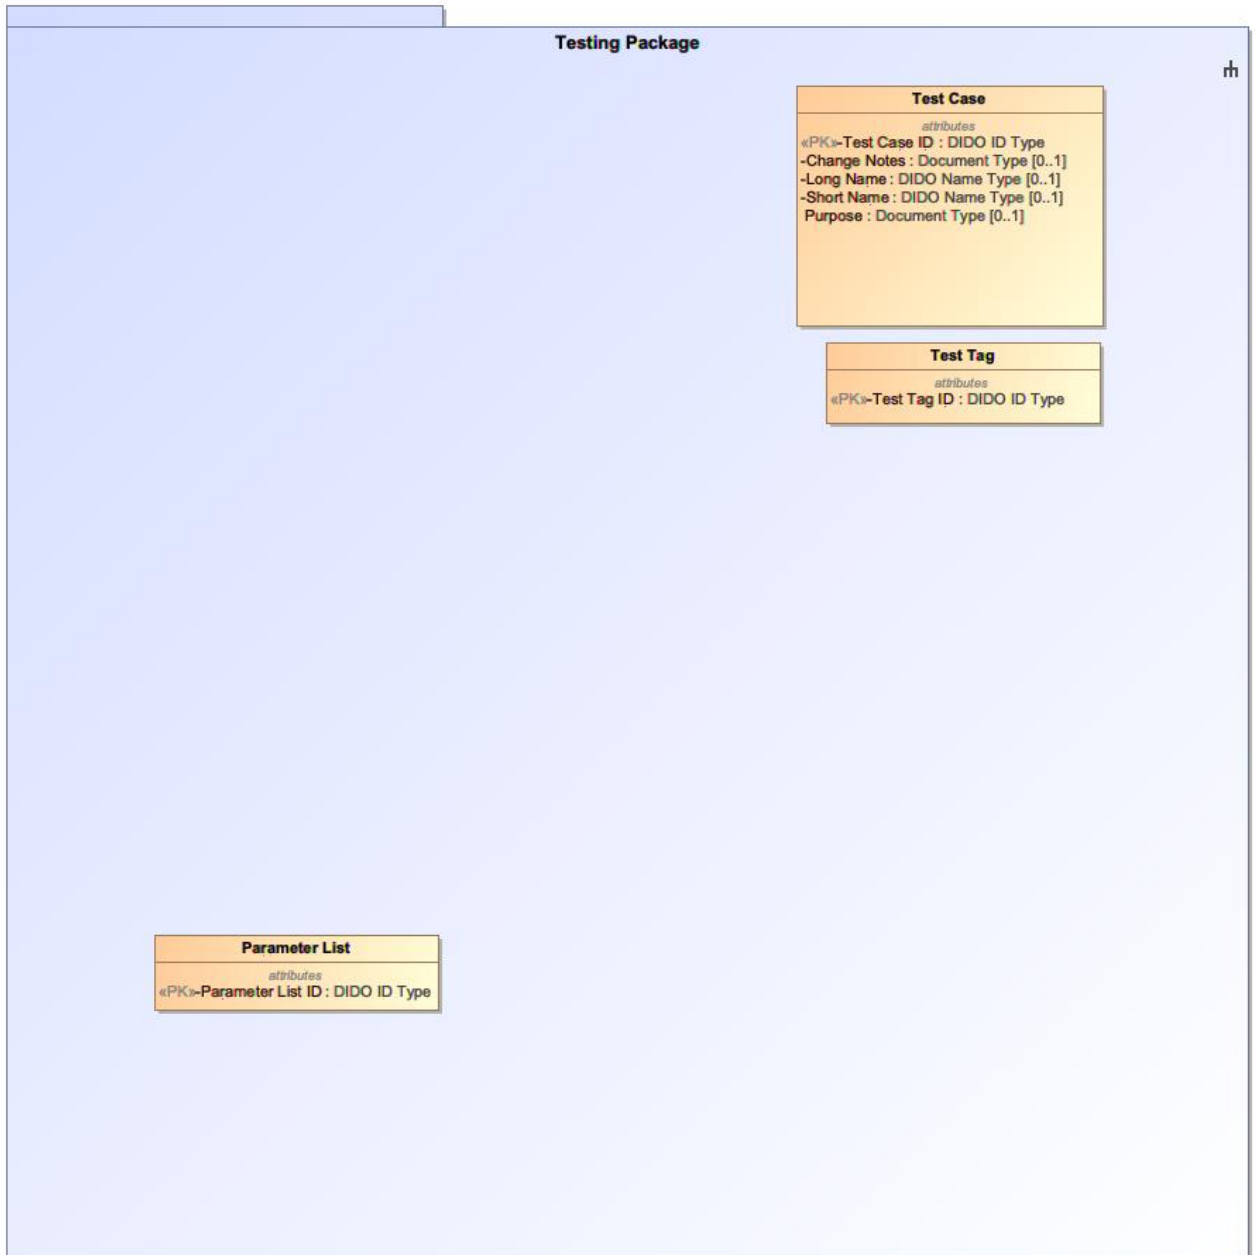 Testing Package
Test Case
attributes
«PK»-Test Case ID : DIDO ID Type
-Change Notes : Document Type [0..1]
-Long Name : DIDO Name Type [0..1]
-Short Name : DIDO Name Type [0..1]
Purpose : Document Type [0..1]
Test Tag
attributes
«PK»-Test Tag ID : DIDO ID Type
Parameter List
attributes
«PK»-Parameter List ID : DIDO ID Type